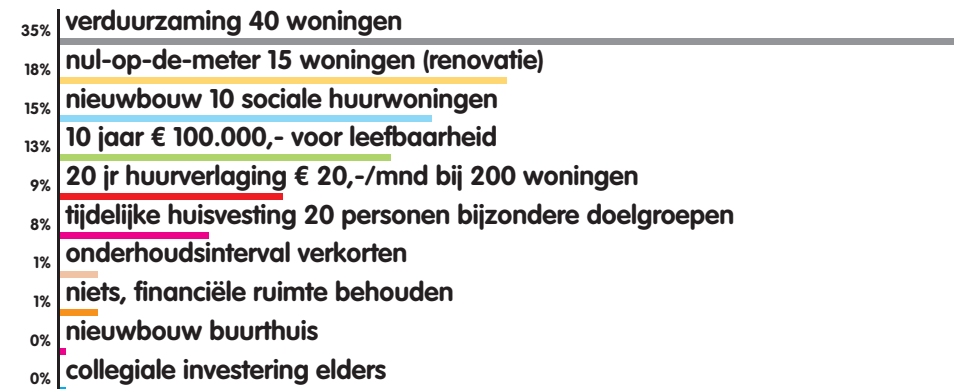 35% verduurzaming 40 woningen
18% nul-op-de-meter 15 woningen (renovatie)
15% nieuwbouw 10 sociale huurwoningen
13% 10 jaar € 100.000,- voor leefbaarheid
9% 20 jr huurverlaging € 20,-/mnd bij 200 woningen
8% tijdelijke huisvesting 20 personen bijzondere doelgroepen
1% onderhoudsinterval verkorten
1% niets, financiële ruimte behouden
0% nieuwbouw buurthuis
0% collegiale investering elders